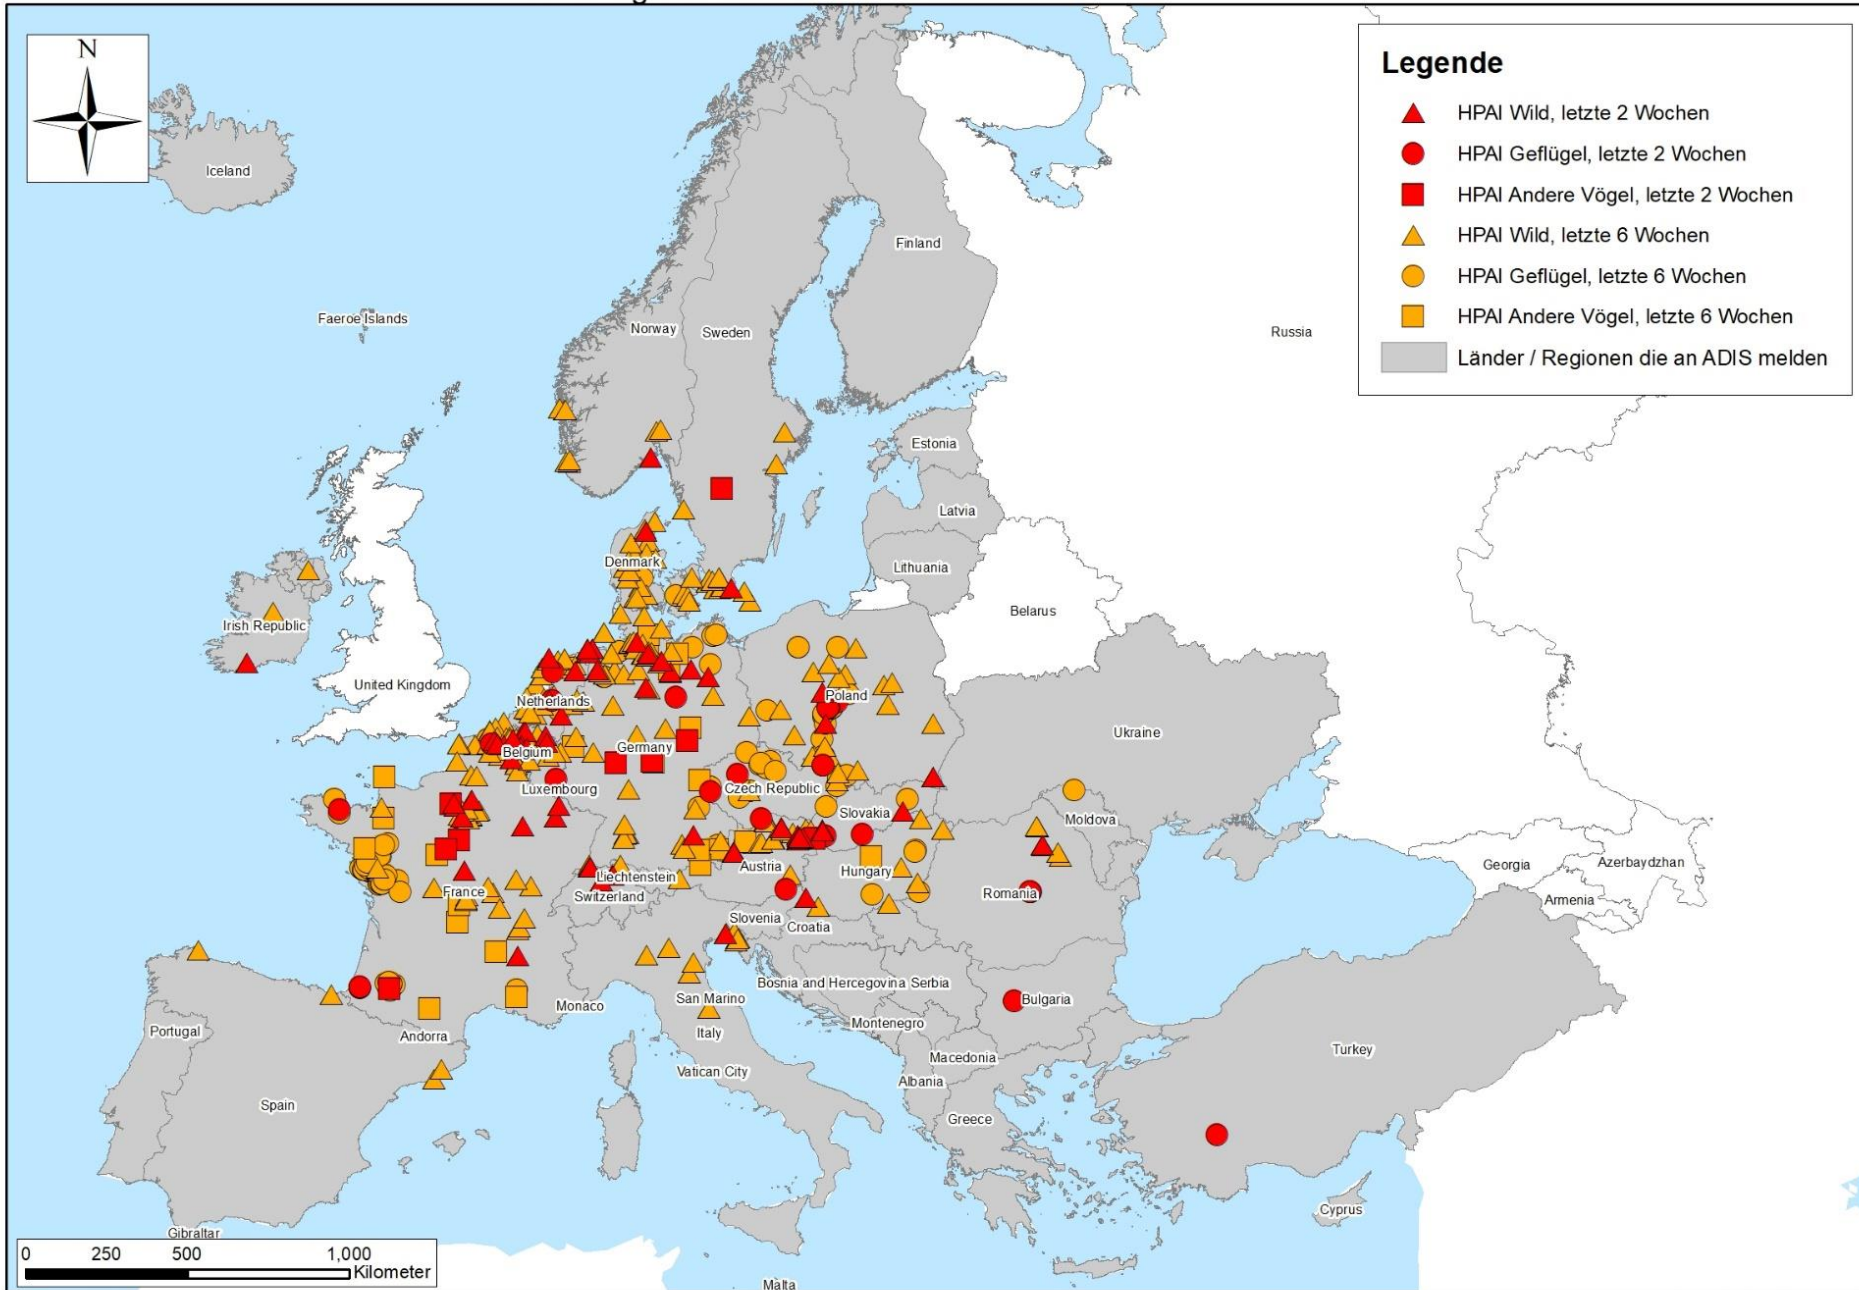 N
Legende
HPAI Wild, letzte 2 Wochen
HPAI Geflügel, letzte 2 Wochen
HPAI Andere Vögel, letzte 2 Wochen
HPAI Wild, letzte 6 Wochen
HPAI Geflügel, letzte 6 Wochen
HPAI Andere Vögel, letzte 6 Wochen
Länder / Regionen die an ADIS melden
Iceland
Finland
Faeroe Islands
Norway
Sweden
Russia
Estonia
Latvia
Denmark
Lithuania
Belarus
Irish Republic
United Kingdom
Netherlands
Poland
Ukraine
Belgium
Germany
Luxembourg
Czech Republic
Slovakia
Moldova
Austria
Hungary
Liechtenstein
Switzerland
France
Romania
Georgia
Azerbaydzhan
Armenia
Slovenia
Croatia
Bosnia and Hercegovina
Serbia
San Marino
Monaco
Bulgaria
Montenegro
Italy
Andorra
Portugal
Macedonia
Turkey
Vatican City
Albania
Spain
Greece
Cyprus
Gibraltar
Malta
0 250 500 1,000
Kilometer